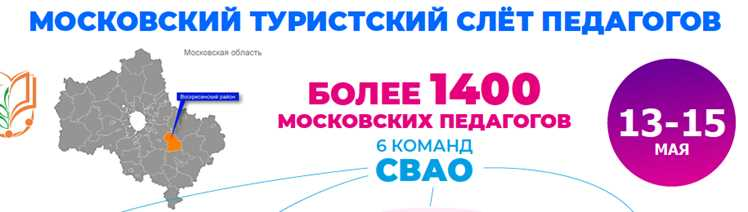 МОСКОВСКИЙ ТУРИСТСКИЙ СЛЁТ ПЕДАГОГОВ
Московская область
Воскресенский район
БОЛЕЕ 1400
МОСКОВСКИХ ПЕДАГОГОВ
6 КОМАНД
СВАО
13-15
МАЯ